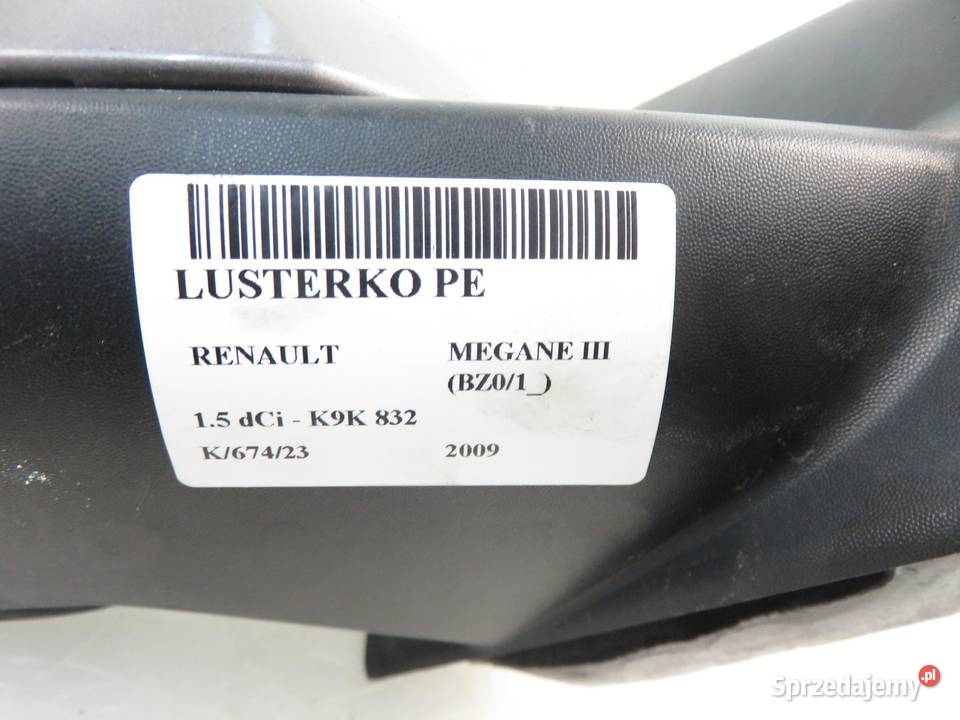 LUSTERKO PE
RENAULT MEGANE III
(BZ0/1_)
1.5 dCi - K9K 832
K/674/23 2009
Sprzedajemy.pl